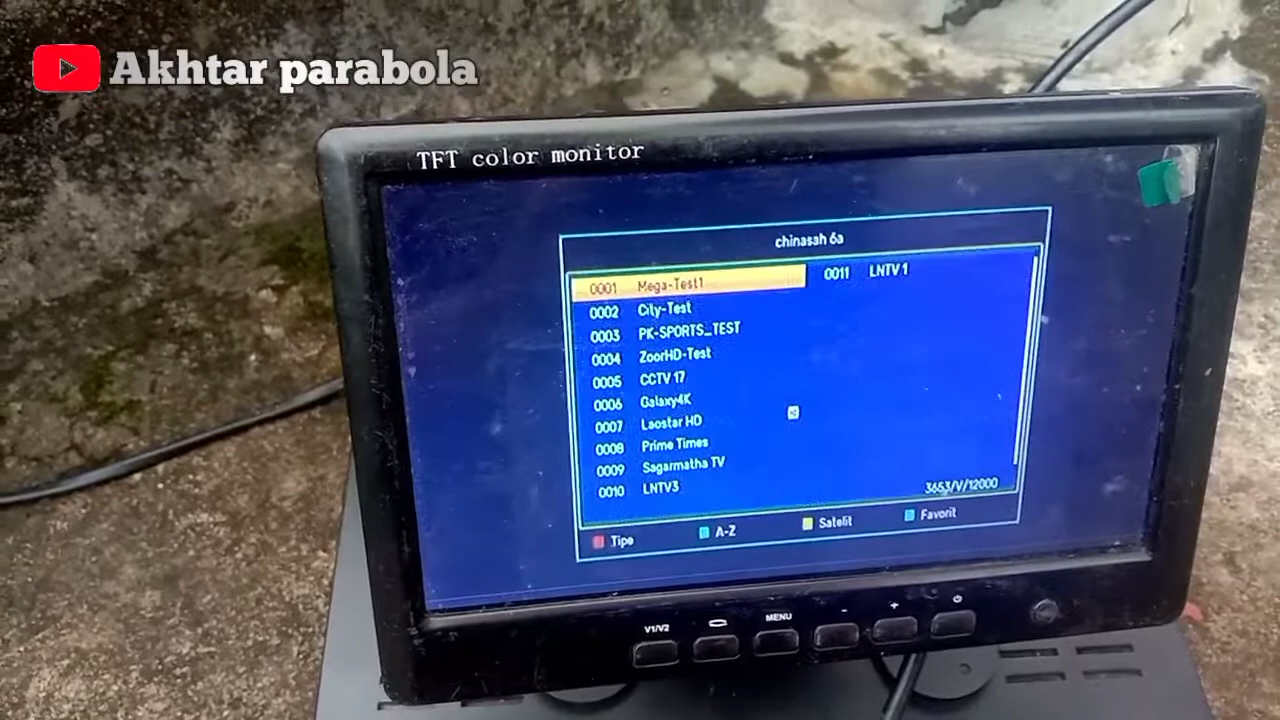 Akhtar parabola
TFT color monitor
chinasah 6a
0001 Mega-Test1
0002 City-Test
0003 PK-SPORTS_TEST
0004 ZoorHD-Test
0005 CCTV 17
0006 Galaxy4K
0007 Laostar HD
0008 Prime Times
0009 Sagarmatha TV
0010 LNTV3
0011 LNTV 1
3653/V/12000
Tipe A-Z Satelit Favorit
V1/V2 MENU - +